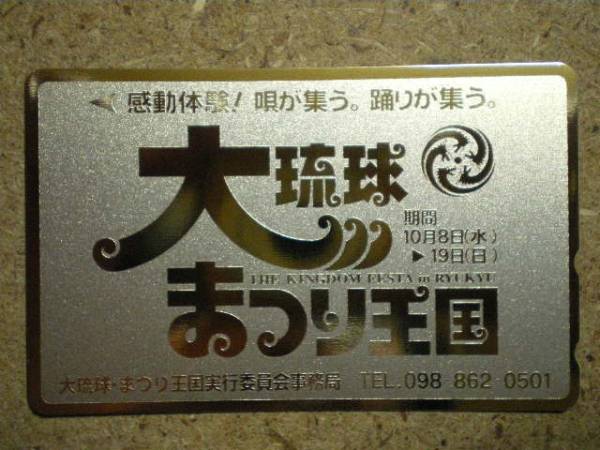 感動体験! 唄が集う。踊りが集う。
大琉球
期間
10月8日(水)
▶19日(日)
THE KINGDOM FESTA in RYUKYU
まつり王国
大琉球・まつり王国実行委員会事務局 TEL.098 862 0501